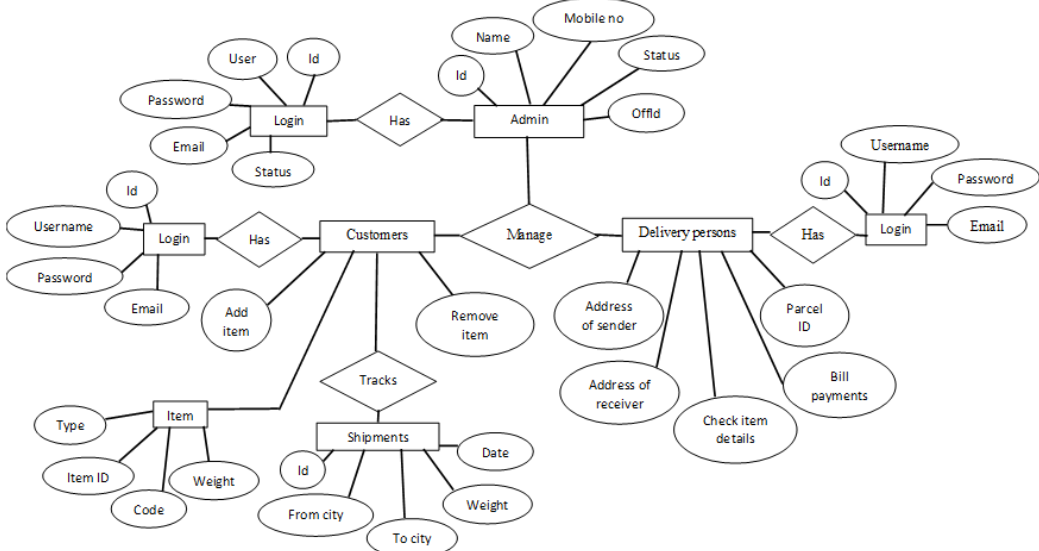 Mobile no
Name
Status
User
Id
Id
Password
Login
Has
Admin
OffId
Email
Status
Username
Id
Password
Id
Username
Login
Has
Customers
Manage
Delivery persons
Has
Login
Email
Password
Email
Add
item
Remove
item
Address
of sender
Parcel
ID
Tracks
Address of
receiver
Bill
payments
Check item
details
Type
Item
Shipments
Date
Item ID
Weight
Id
Code
From city
Weight
To city